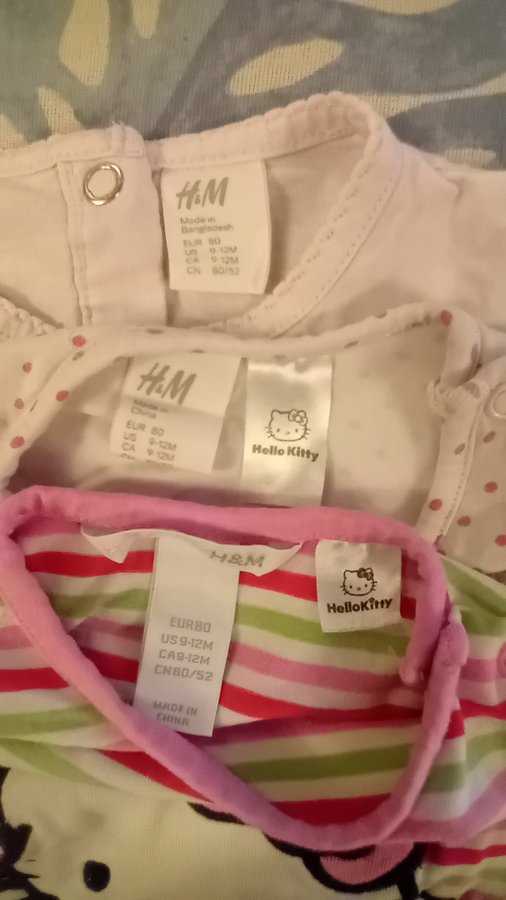 H&M
Made in
Bangladesh
EUR 80
US 9-12M
CA 9-12M
CN 80/52
H&M
Made in
China
EUR 80
US 9-12M
CA 9-12M
Hello Kitty
H&M
EUR80
US9-12M
CA9-12M
CN80/52
MADE IN
CHINA
HelloKitty